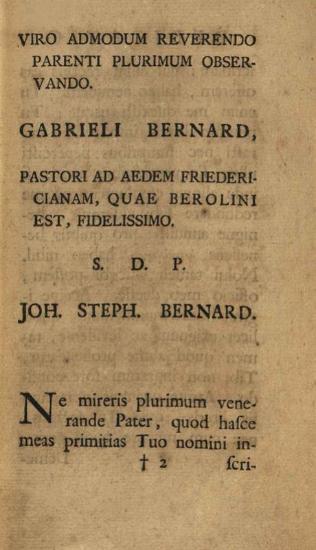 VIRO ADMODUM REVERENDO
PARENTI PLURIMUM OBSER-
VANDO.
GABRIELI BERNARD,
PASTORI AD AEDEM FRIEDERI-
CIANAM, QUAE BEROLINI
EST, FIDELISSIMO.
S. D. P.
JOH. STEPH. BERNARD.
Ne mireris plurimum vene-
rande Pater, quod haſce
meas primitias Tuo nomini in-
† 2 ſcri-